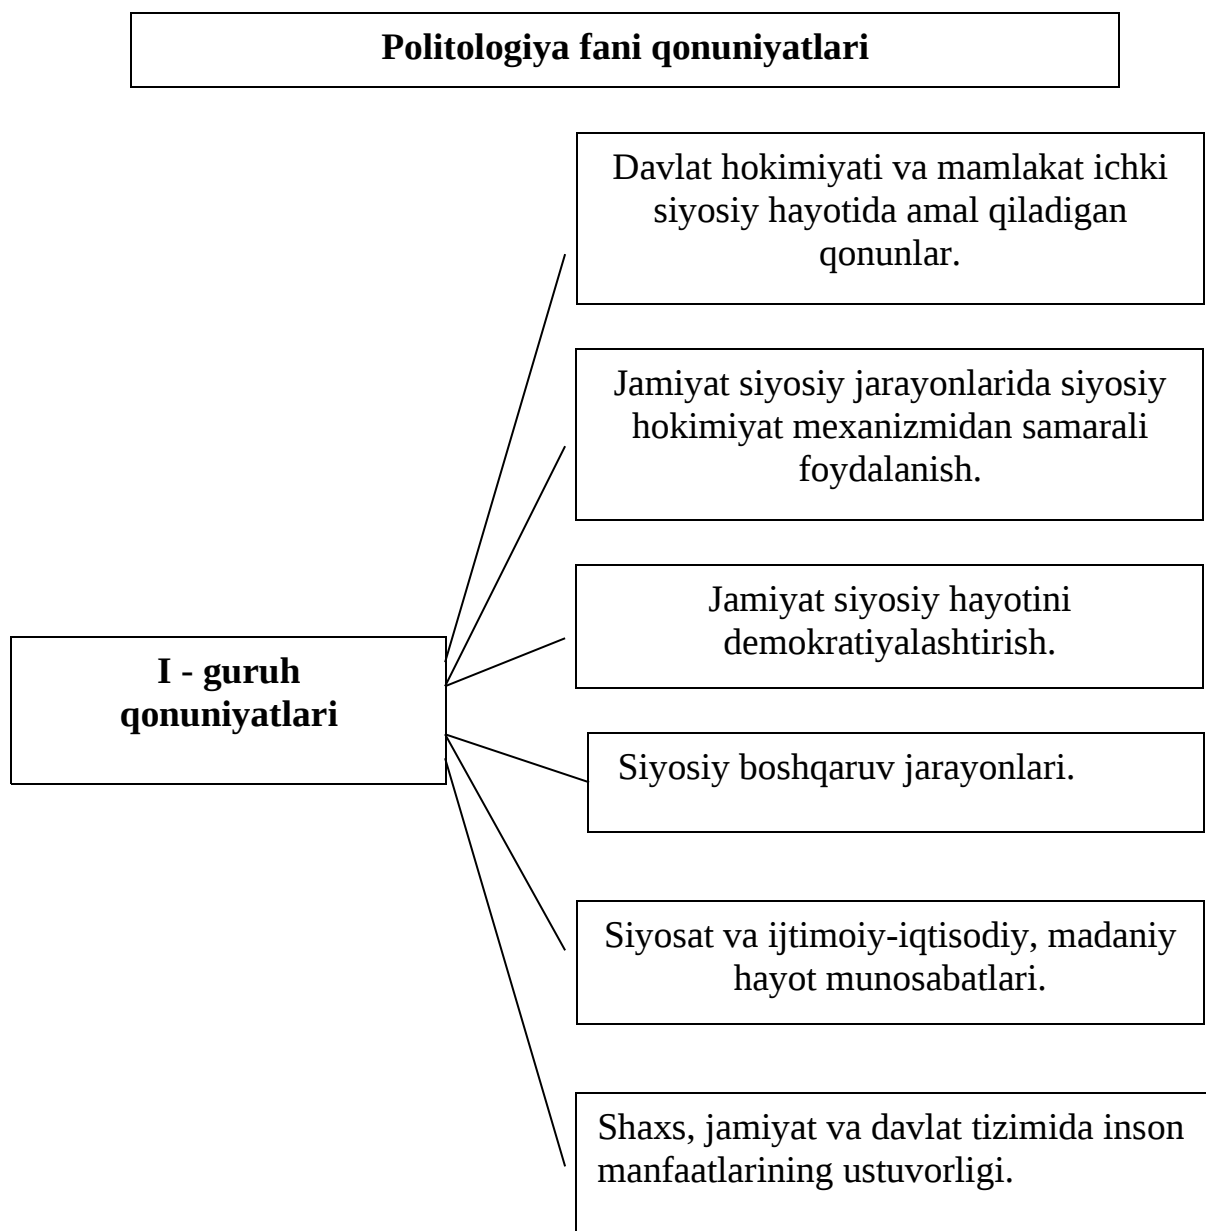 Politologiya fani qonuniyatlari
Davlat hokimiyati va mamlakat ichki
siyosiy hayotida amal qiladigan
qonunlar.
Jamiyat siyosiy jarayonlarida siyosiy
hokimiyat mexanizmidan samarali
foydalanish.
Jamiyat siyosiy hayotini
demokratiyalashtirish.
I - guruh
qonuniyatlari
Siyosiy boshqaruv jarayonlari.
Siyosat va ijtimoiy-iqtisodiy, madaniy
hayot munosabatlari.
Shaxs, jamiyat va davlat tizimida inson
manfaatlarining ustuvorligi.